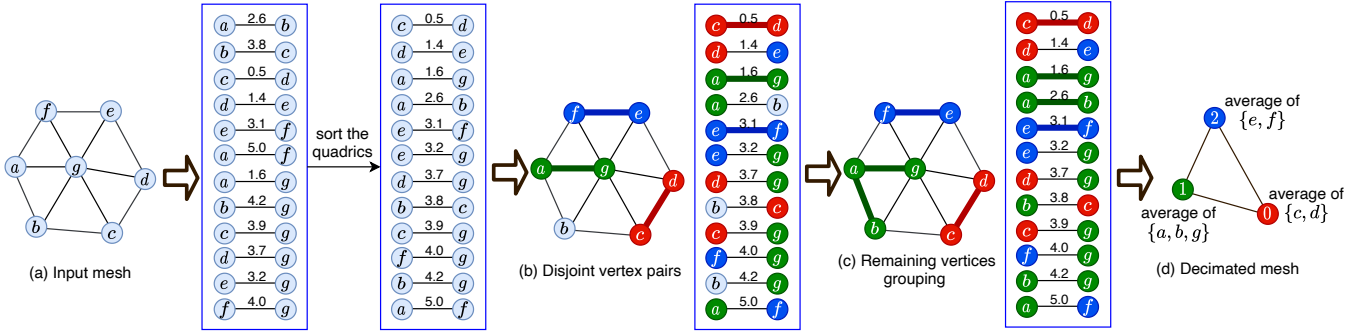 f e
a g d
b c
(a) Input mesh
a 2.6 b
b 3.8 c
c 0.5 d
d 1.4 e
e 3.1 f
a 5.0 f
a 1.6 g
b 4.2 g
c 3.9 g
d 3.7 g
e 3.2 g
f 4.0 g
sort the
quadrics
c 0.5 d
d 1.4 e
a 1.6 g
a 2.6 b
e 3.1 f
e 3.2 g
d 3.7 g
b 3.8 c
c 3.9 g
f 4.0 g
b 4.2 g
a 5.0 f
f e
a g d
b c
(b) Disjoint vertex pairs
c 0.5 d
d 1.4 e
a 1.6 g
a 2.6 b
e 3.1 f
e 3.2 g
d 3.7 g
b 3.8 c
c 3.9 g
f 4.0 g
b 4.2 g
a 5.0 f
f e
a g d
b c
(c) Remaining vertices
grouping
c 0.5 d
d 1.4 e
a 1.6 g
a 2.6 b
e 3.1 f
e 3.2 g
d 3.7 g
b 3.8 c
c 3.9 g
f 4.0 g
b 4.2 g
a 5.0 f
2
average of
{e, f}
1
average of
{a, b, g}
0
average of
{c, d}
(d) Decimated mesh